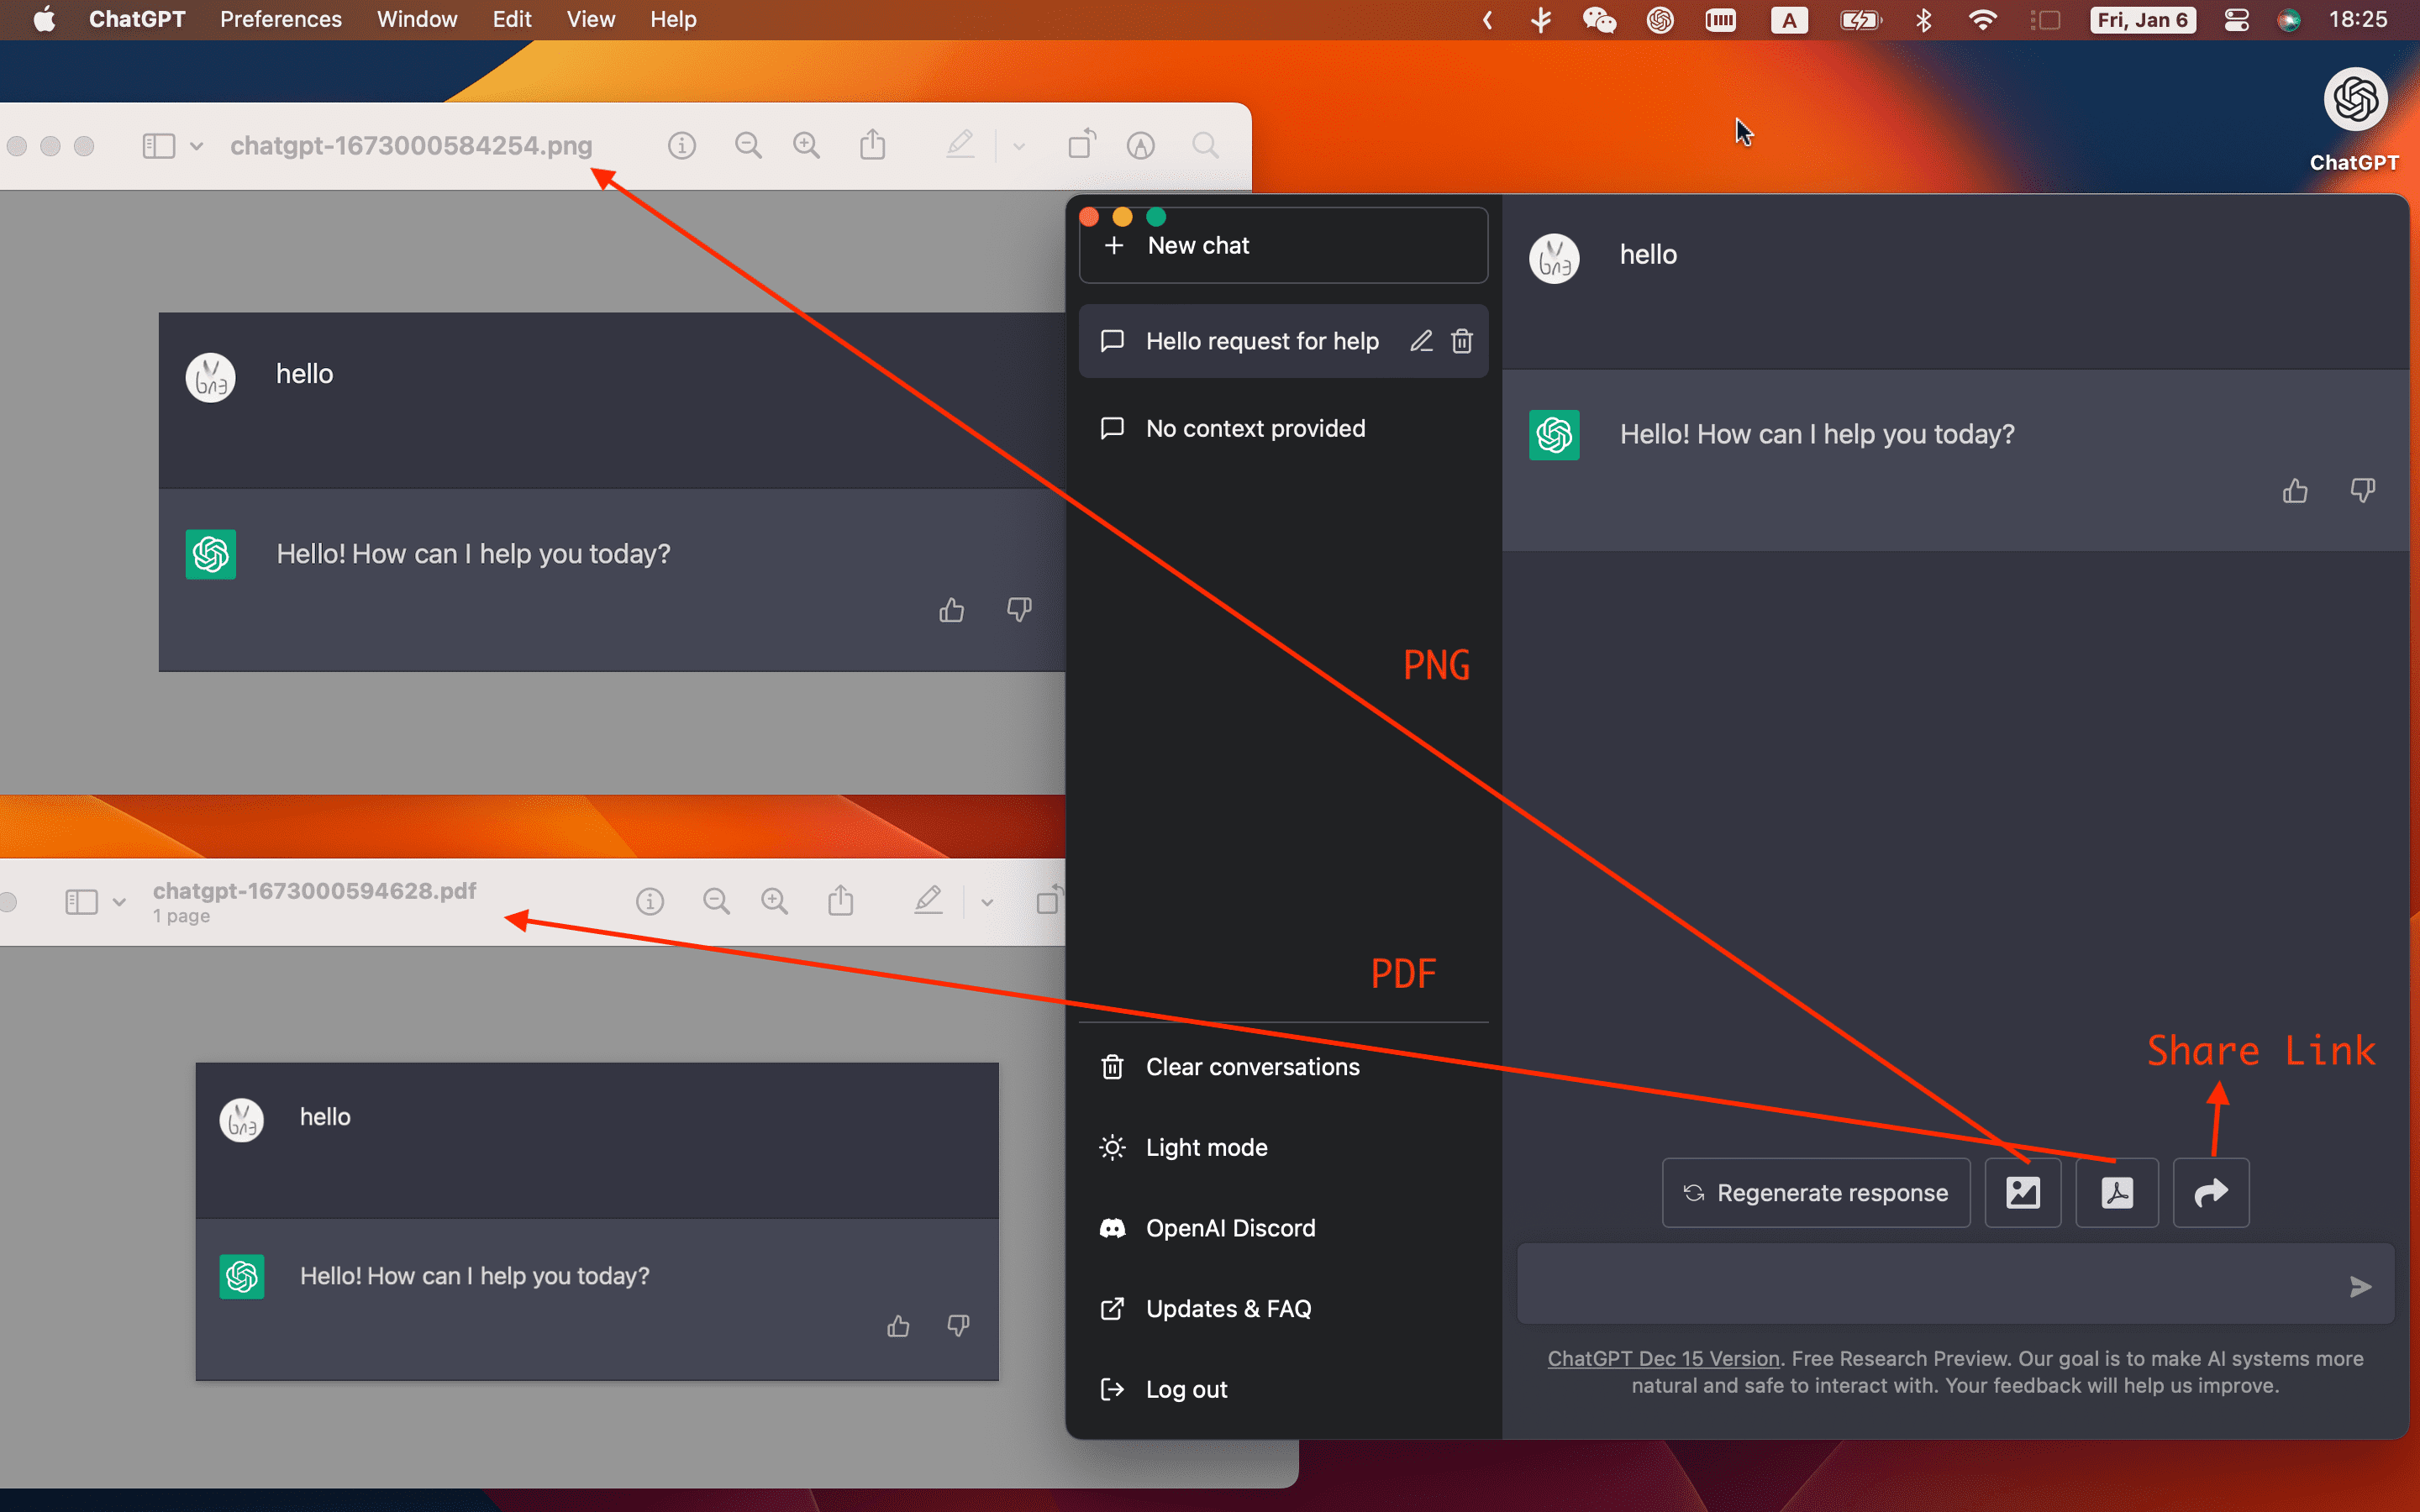 ChatGPT Preferences Window Edit View Help
A Fri, Jan 6 18:25
ChatGPT
chatgpt-1673000584254.png
hello
Hello! How can I help you today?
chatgpt-1673000594628.pdf
1 page
hello
Hello! How can I help you today?
New chat
Hello request for help
No context provided
PNG
PDF
Clear conversations
Light mode
OpenAI Discord
Updates & FAQ
Log out
hello
Hello! How can I help you today?
Share Link
Regenerate response
ChatGPT Dec 15 Version. Free Research Preview. Our goal is to make AI systems more
natural and safe to interact with. Your feedback will help us improve.